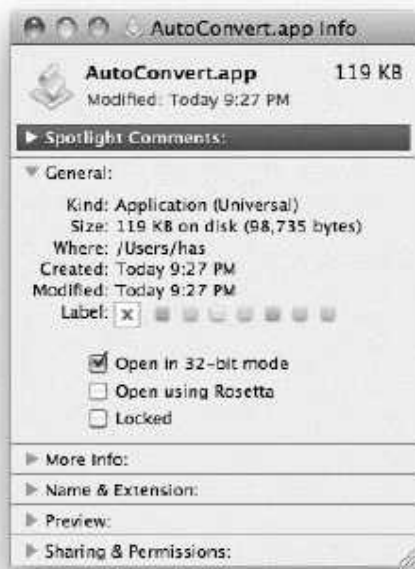 AutoConvert.app Info
AutoConvert.app 119 KB
Modified: Today 9:27 PM
Spotlight Comments:
General:
Kind: Application (Universal)
Size: 119 KB on disk (98,735 bytes)
Where: /Users/has
Created: Today 9:27 PM
Modified: Today 9:27 PM
Label: x
Open in 32-bit mode
Open using Rosetta
Locked
More Info:
Name & Extension:
Preview:
Sharing & Permissions: